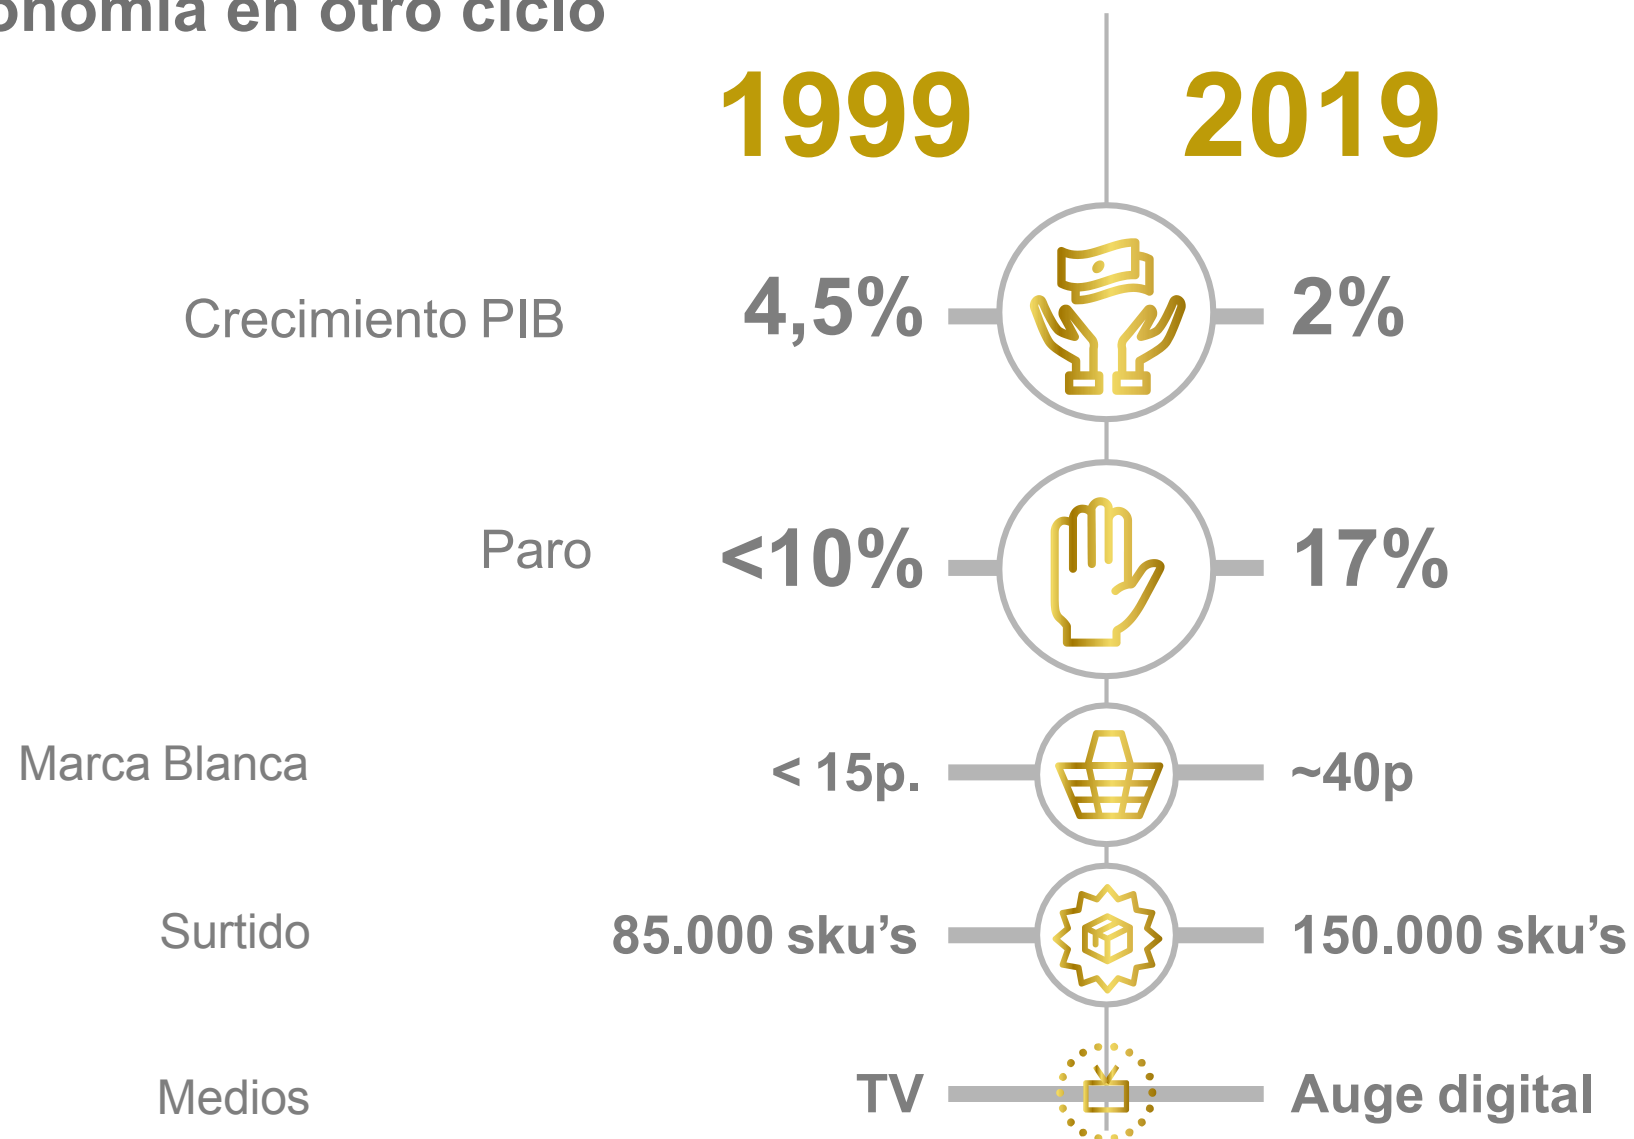 onomía en otro ciclo
1999 2019
Crecimiento PIB 4,5% 2%
Paro <10% 17%
Marca Blanca < 15p. ~40p
Surtido 85.000 sku’s 150.000 sku’s
Medios TV Auge digital